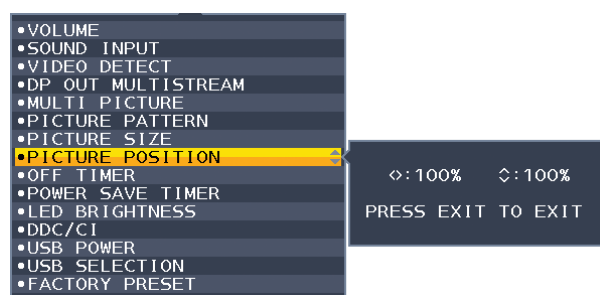 •VOLUME
•SOUND INPUT
•VIDEO DETECT
•DP OUT MULTISTREAM
•MULTI PICTURE
•PICTURE PATTERN
•PICTURE SIZE
•PICTURE POSITION
•OFF TIMER
•POWER SAVE TIMER
•LED BRIGHTNESS
•DDC/CI
•USB POWER
•USB SELECTION
•FACTORY PRESET
:100% :100%
PRESS EXIT TO EXIT